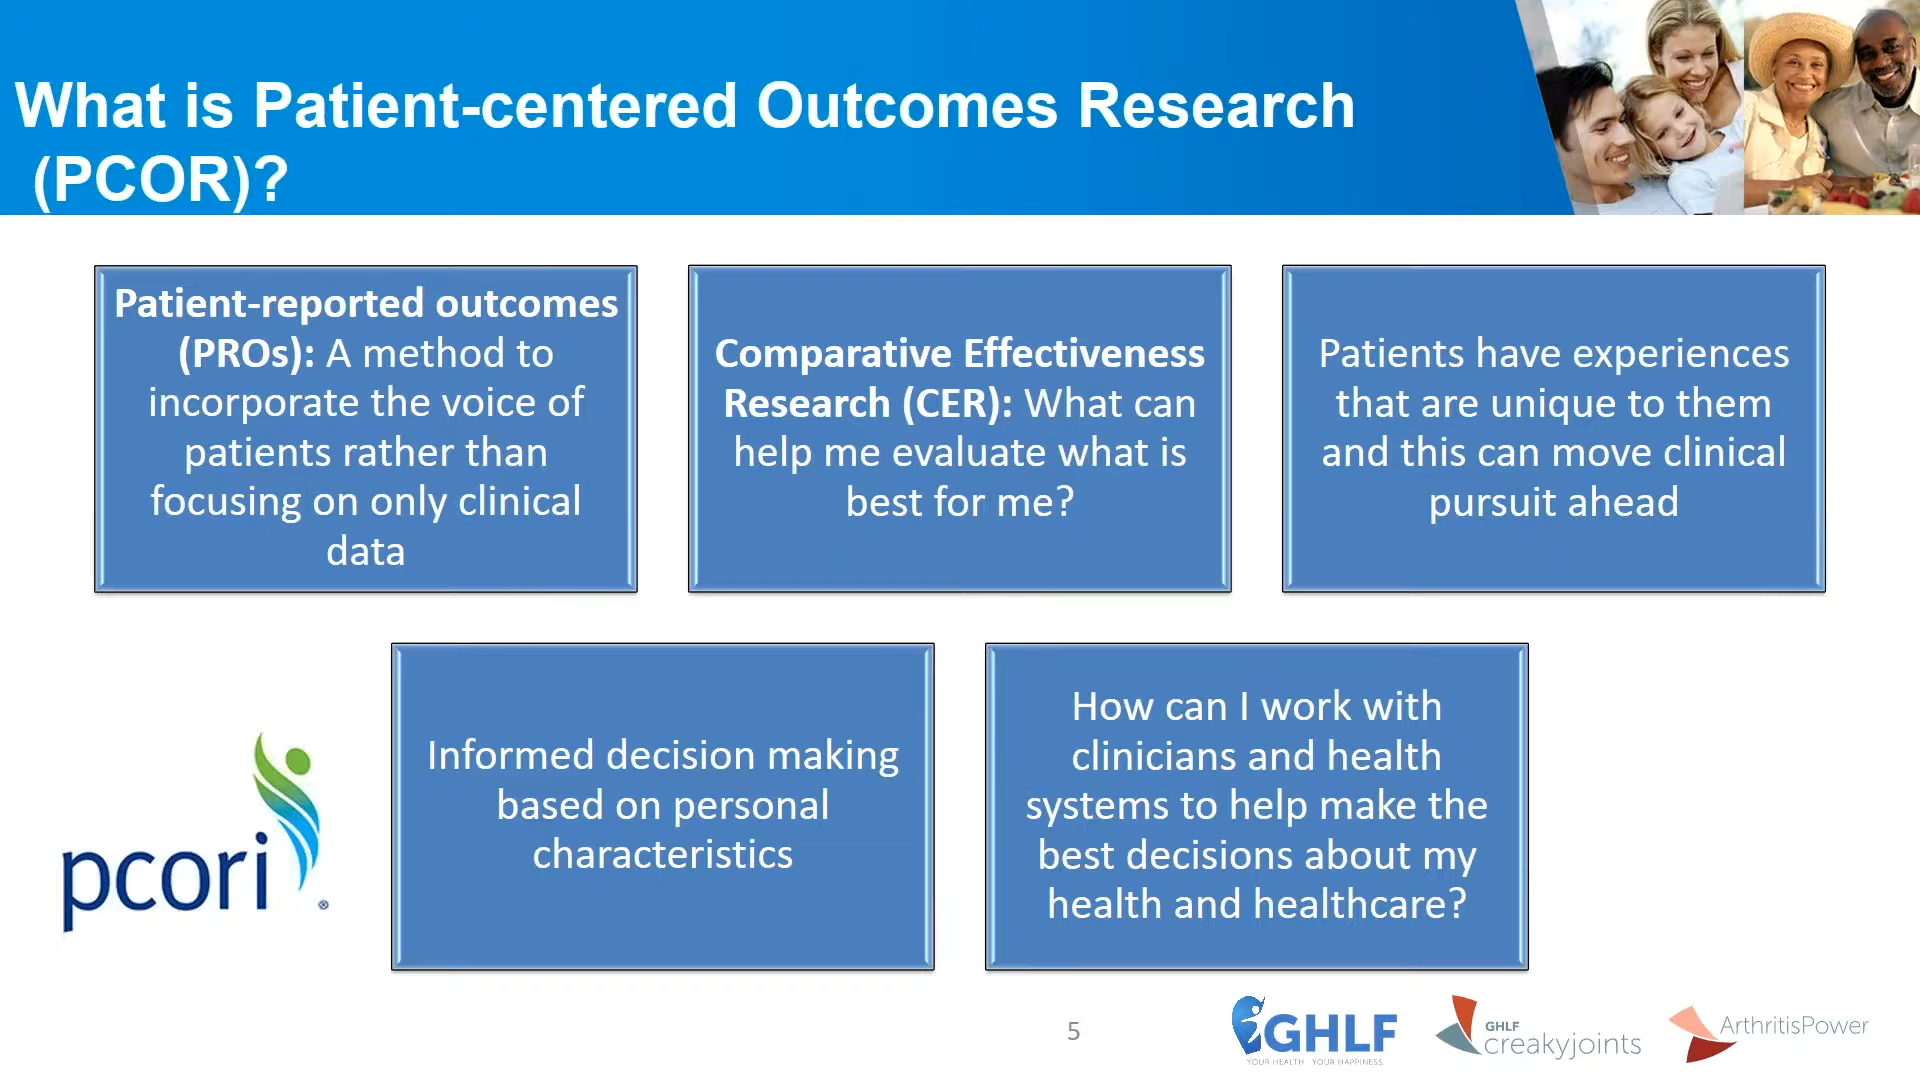 What is Patient-centered Outcomes Research
(PCOR)?
Patient-reported outcomes
(PROs): A method to
incorporate the voice of
patients rather than
focusing on only clinical
data
Comparative Effectiveness
Research (CER): What can
help me evaluate what is
best for me?
Patients have experiences
that are unique to them
and this can move clinical
pursuit ahead
Informed decision making
based on personal
characteristics
How can I work with
clinicians and health
systems to help make the
best decisions about my
health and healthcare?
pcori
®
5
GHLF
YOUR HEALTH YOUR HAPPINESS
GHLF
creakyjoints
ArthritisPower